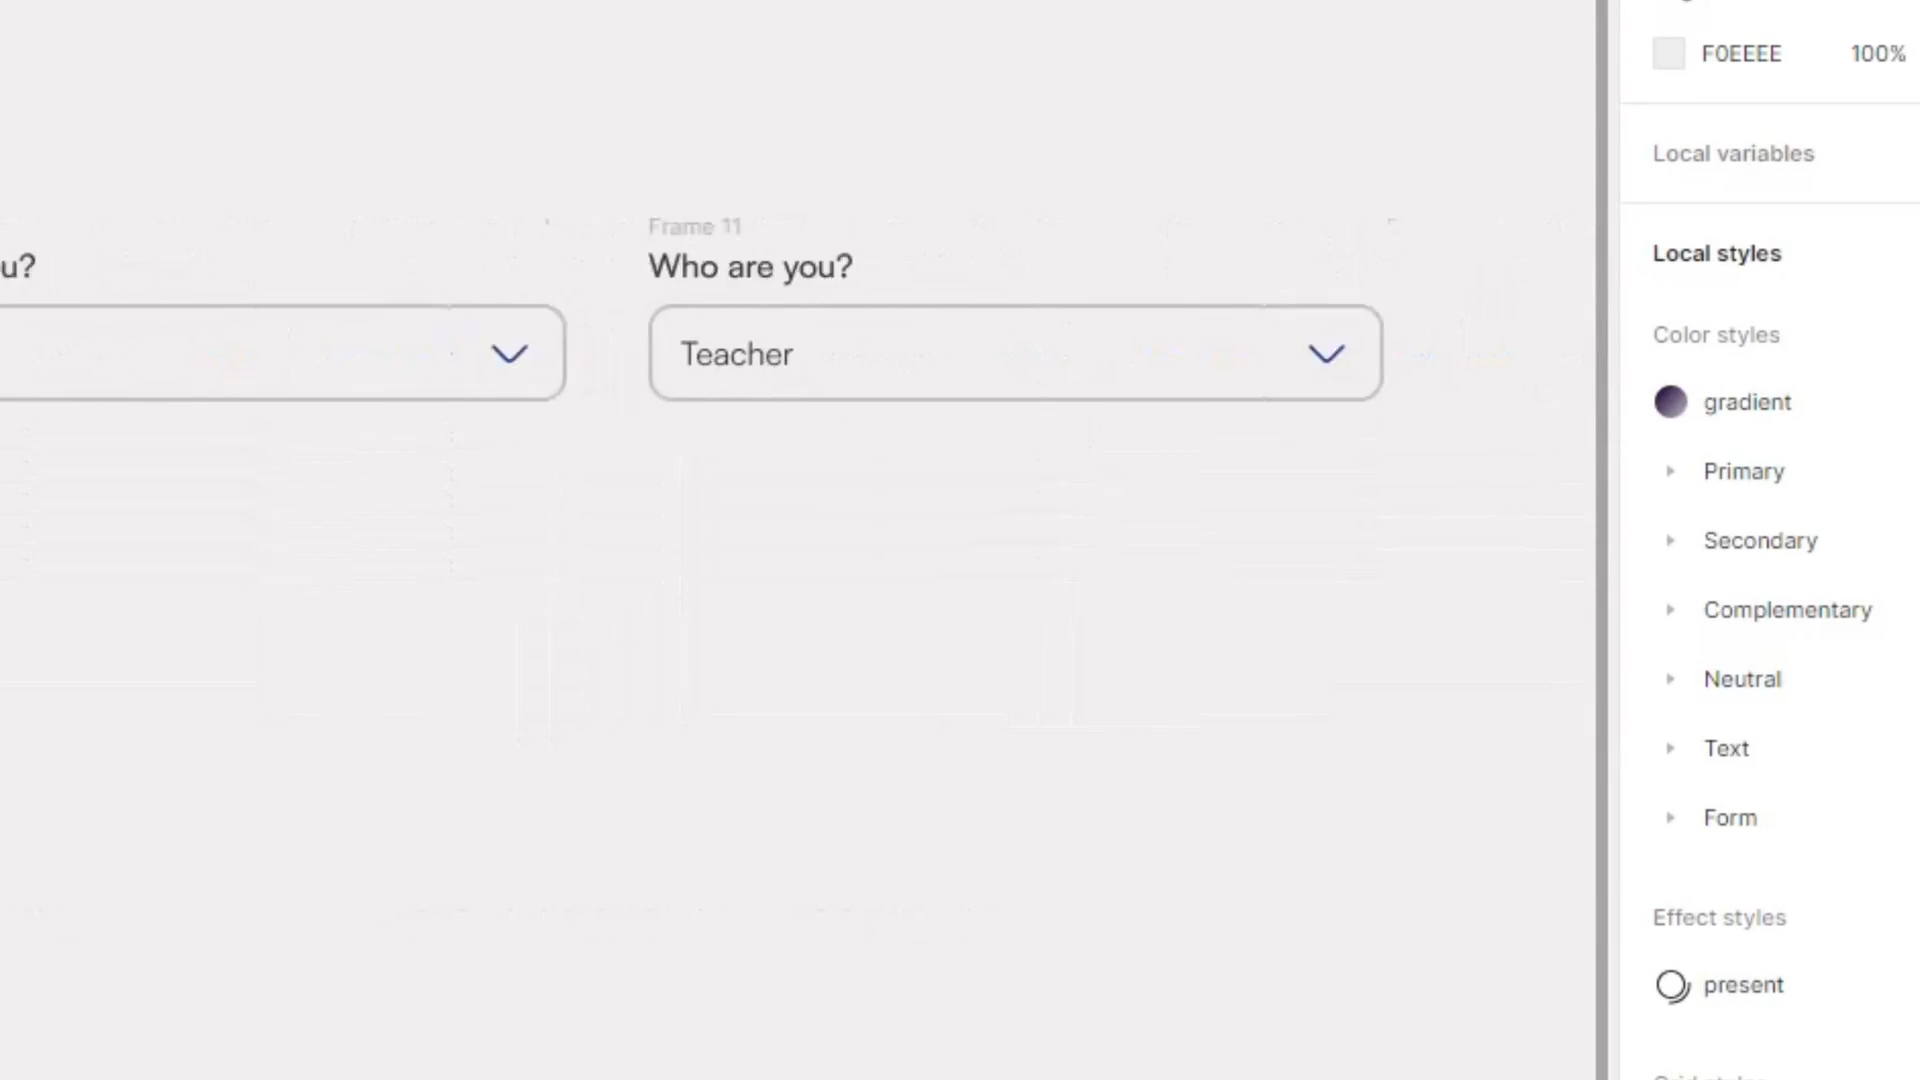 F0EEEE 100%
Local variables
Frame 11
u?
Who are you?
Teacher
Local styles
Color styles
gradient
Primary
Secondary
Complementary
Neutral
Text
Form
Effect styles
present